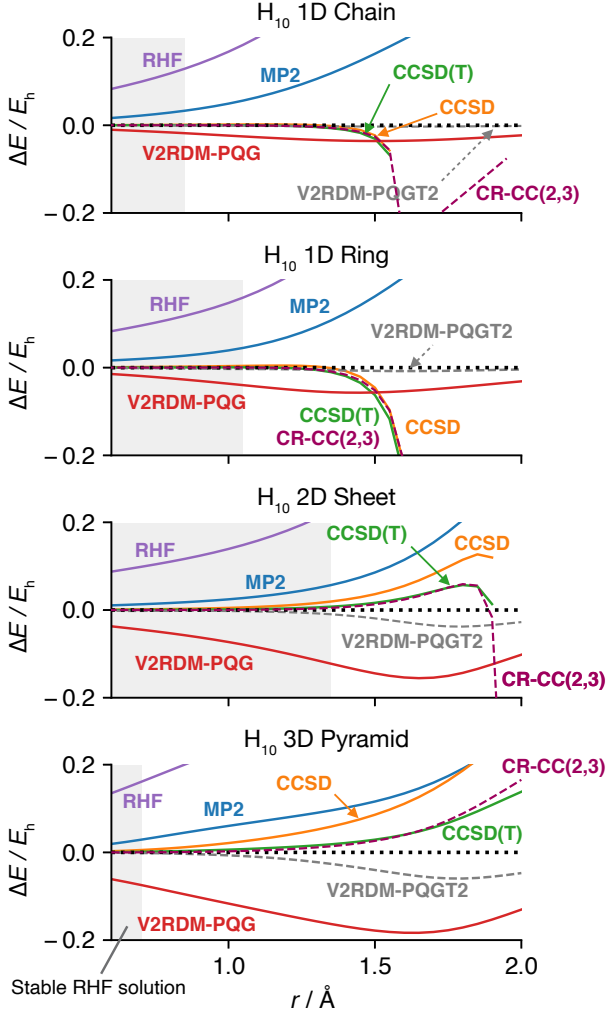 H₁₀ 1D Chain
0.2
RHF
MP2
CCSD(T)
CCSD
ΔE / Eₕ
0.0
V2RDM-PQG
V2RDM-PQGT2
CR-CC(2,3)
−0.2
H₁₀ 1D Ring
0.2
RHF
MP2
V2RDM-PQGT2
ΔE / Eₕ
0.0
V2RDM-PQG
CCSD(T)
CCSD
CR-CC(2,3)
−0.2
H₁₀ 2D Sheet
0.2
RHF
CCSD(T)
CCSD
MP2
ΔE / Eₕ
0.0
V2RDM-PQGT2
V2RDM-PQG
CR-CC(2,3)
−0.2
H₁₀ 3D Pyramid
0.2
CR-CC(2,3)
RHF
MP2
CCSD
CCSD(T)
ΔE / Eₕ
0.0
V2RDM-PQGT2
V2RDM-PQG
−0.2
Stable RHF solution
1.0
1.5
2.0
r / Å